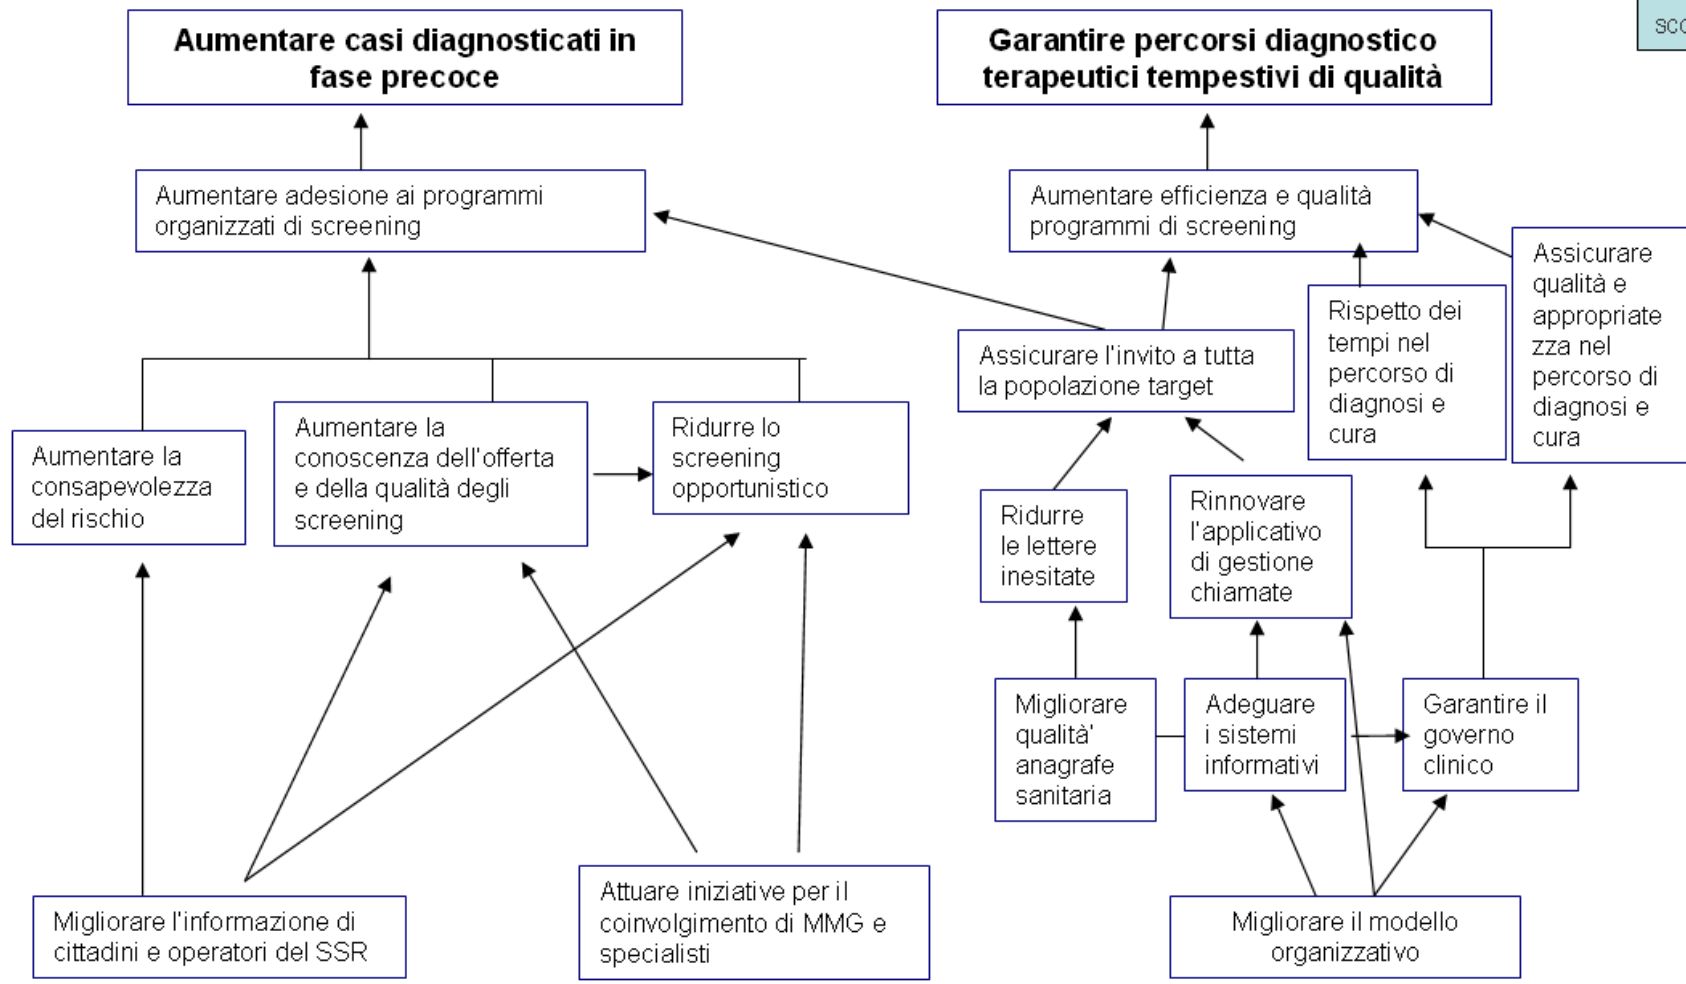 Aumentare casi diagnosticati in
fase precoce
Garantire percorsi diagnostico
terapeutici tempestivi di qualità
Aumentare adesione ai programmi
organizzati di screening
Aumentare efficienza e qualità
programmi di screening
Assicurare
qualità e
appropriate
zza nel
percorso di
diagnosi e
cura
Rispetto dei
tempi nel
percorso di
diagnosi e
cura
Assicurare l'invito a tutta
la popolazione target
Aumentare la
consapevolezza
del rischio
Aumentare la
conoscenza dell'offerta
e della qualità degli
screening
Ridurre lo
screening
opportunistico
Ridurre
le lettere
inesitate
Rinnovare
l'applicativo
di gestione
chiamate
Migliorare
qualità'
anagrafe
sanitaria
Adeguare
i sistemi
informativi
Garantire il
governo
clinico
Migliorare l'informazione di
cittadini e operatori del SSR
Attuare iniziative per il
coinvolgimento di MMG e
specialisti
Migliorare il modello
organizzativo